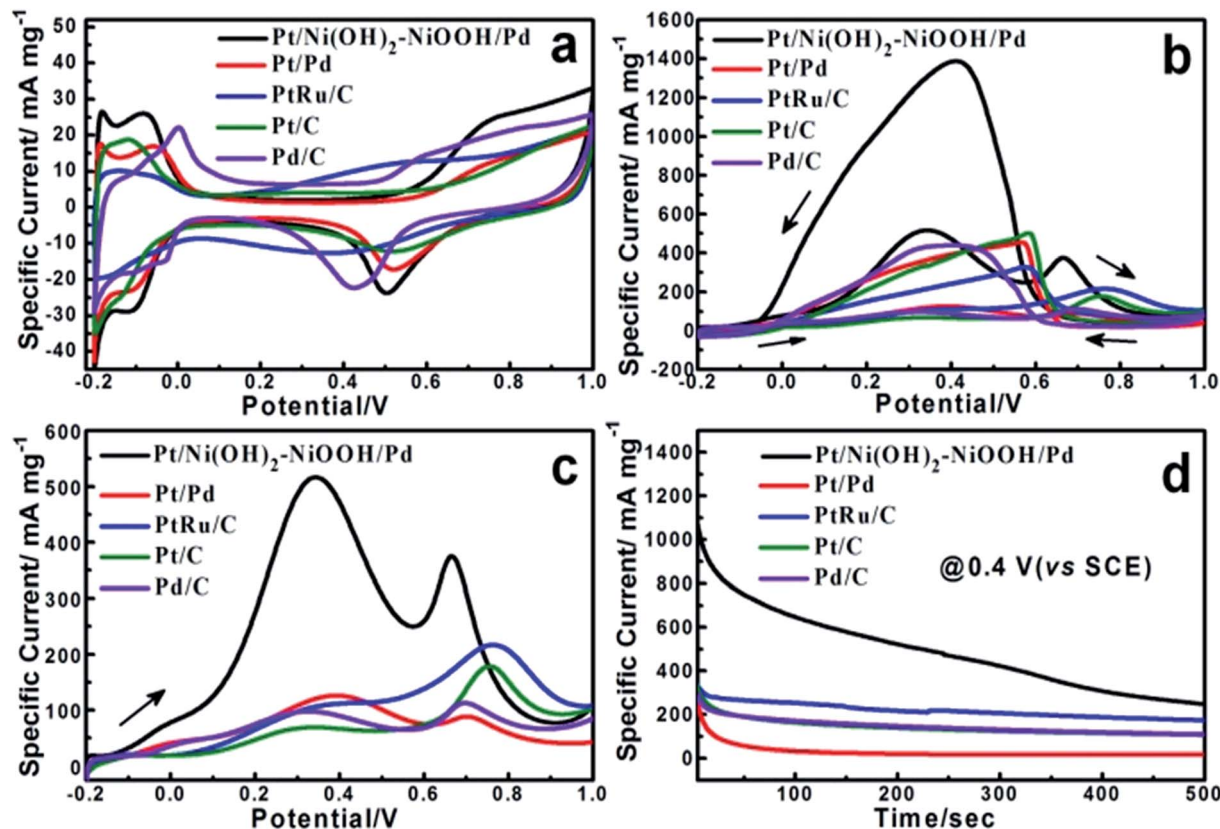 a
Pt/Ni(OH)2-NiOOH/Pd
Pt/Pd
PtRu/C
Pt/C
Pd/C
50
40
30
20
10
0
-10
-20
-30
-40
Specific Current/ mA mg-1
-0.2 0.0 0.2 0.4 0.6 0.8 1.0
Potential/V
b
Pt/Ni(OH)2-NiOOH/Pd
Pt/Pd
PtRu/C
Pt/C
Pd/C
1600
1400
1200
1000
800
600
400
200
0
-200
Specific Current/ mA mg-1
-0.2 0.0 0.2 0.4 0.6 0.8 1.0
Potential/V
c
Pt/Ni(OH)2-NiOOH/Pd
Pt/Pd
PtRu/C
Pt/C
Pd/C
600
500
400
300
200
100
0
Specific Current/ mA mg-1
-0.2 0.0 0.2 0.4 0.6 0.8 1.0
Potential/V
d
Pt/Ni(OH)2-NiOOH/Pd
Pt/Pd
PtRu/C
Pt/C
Pd/C
@0.4 V(vs SCE)
1400
1200
1000
800
600
400
200
0
Specific Current/ mA mg-1
100 200 300 400 500
Time/sec